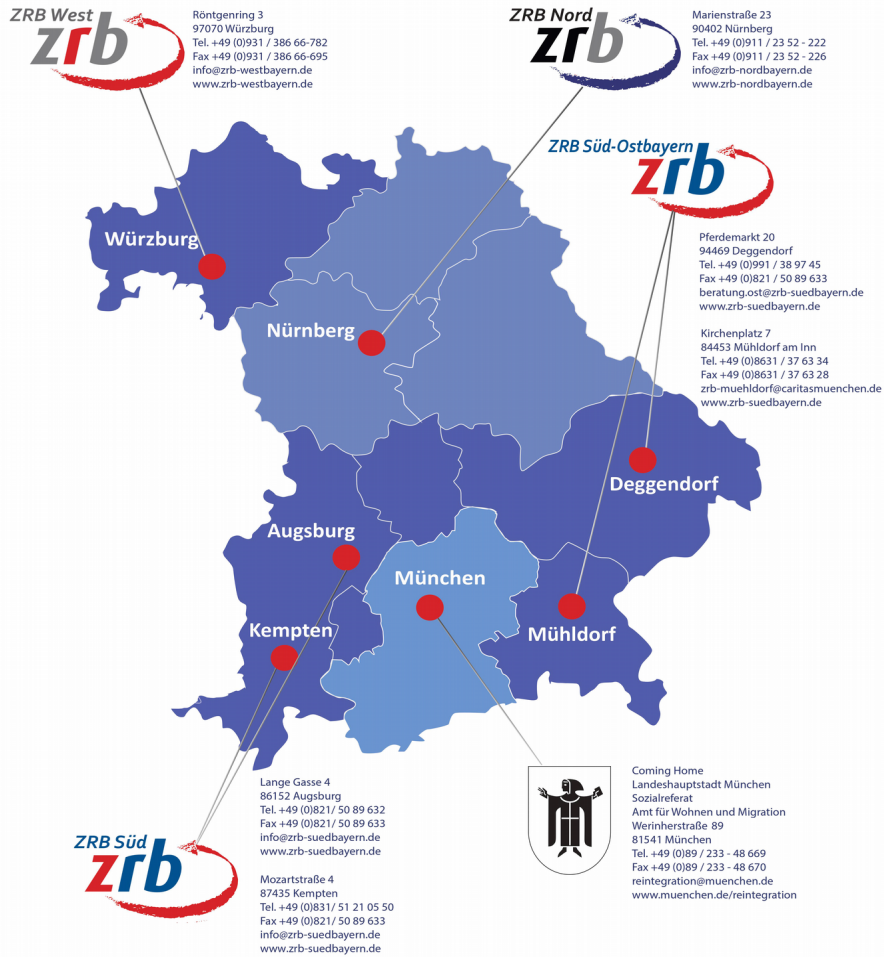 ZRB West
zrb
Röntgenring 3
97070 Würzburg
Tel. +49 (0)931 / 386 66-782
Fax +49 (0)931 / 386 66-695
info@zrb-westbayern.de
www.zrb-westbayern.de
ZRB Nord
zrb
Marienstraße 23
90402 Nürnberg
Tel. +49 (0)911 / 23 52 - 222
Fax +49 (0)911 / 23 52 - 226
info@zrb-nordbayern.de
www.zrb-nordbayern.de
ZRB Süd-Ostbayern
zrb
Pferdemarkt 20
94469 Deggendorf
Tel. +49 (0)991 / 38 97 45
Fax +49 (0)821 / 50 89 633
beratung.ost@zrb-suedbayern.de
www.zrb-suedbayern.de
Kirchenplatz 7
84453 Mühldorf am Inn
Tel. +49 (0)8631 / 37 63 34
Fax +49 (0)8631 / 37 63 28
zrb-muehldorf@caritasmuenchen.de
www.zrb-suedbayern.de
Würzburg
Nürnberg
Deggendorf
Augsburg
München
Kempten
Mühldorf
ZRB Süd
zrb
Lange Gasse 4
86152 Augsburg
Tel. +49 (0)821/ 50 89 632
Fax +49 (0)821/ 50 89 633
info@zrb-suedbayern.de
www.zrb-suedbayern.de
Mozartstraße 4
87435 Kempten
Tel. +49 (0)831/ 51 21 05 50
Fax +49 (0)821/ 50 89 633
info@zrb-suedbayern.de
www.zrb-suedbayern.de
Coming Home
Landeshauptstadt München
Sozialreferat
Amt für Wohnen und Migration
Werinherstraße 89
81541 München
Tel. +49 (0)89 / 233 - 48 669
Fax +49 (0)89 / 233 - 48 670
reintegration@muenchen.de
www.muenchen.de/reintegration